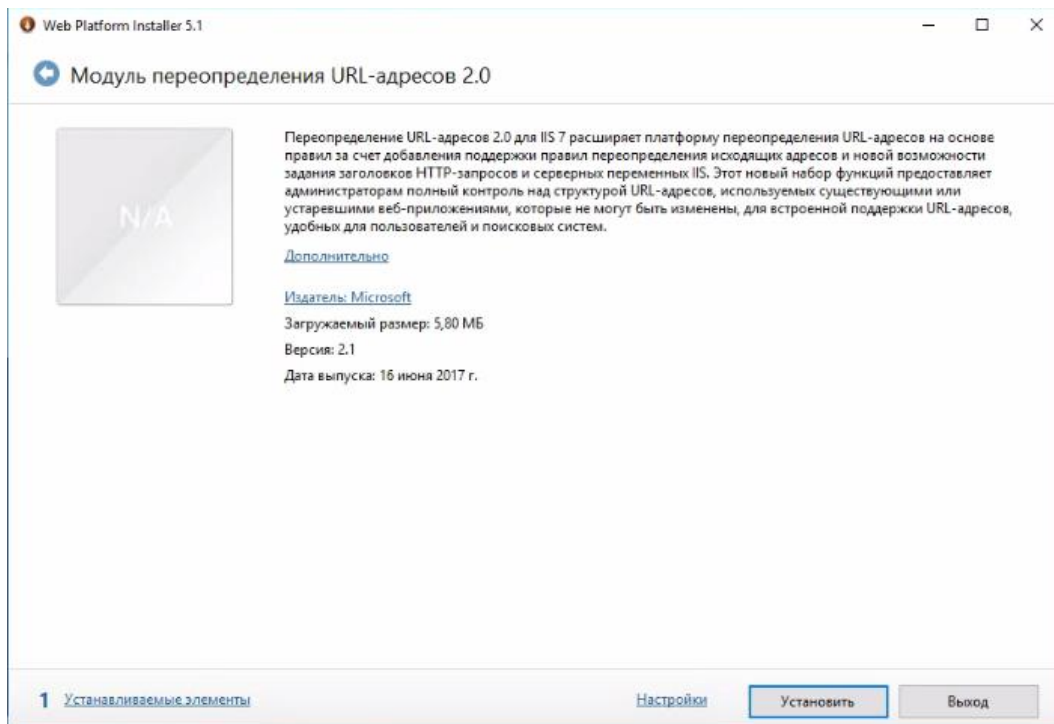 Web Platform Installer 5.1
Модуль переопределения URL-адресов 2.0
N/A
Переопределение URL-адресов 2.0 для IIS 7 расширяет платформу переопределения URL-адресов на основе
правил за счет добавления поддержки правил переопределения исходящих адресов и новой возможности
задания заголовков HTTP-запросов и серверных переменных IIS. Этот новый набор функций предоставляет
администраторам полный контроль над структурой URL-адресов, используемых существующими или
устаревшими веб-приложениями, которые не могут быть изменены, для встроенной поддержки URL-адресов,
удобных для пользователей и поисковых систем.
Дополнительно
Издатель: Microsoft
Загружаемый размер: 5,80 МБ
Версия: 2.1
Дата выпуска: 16 июня 2017 г.
1 Устанавливаемые элементы
Настройки
Установить
Выход